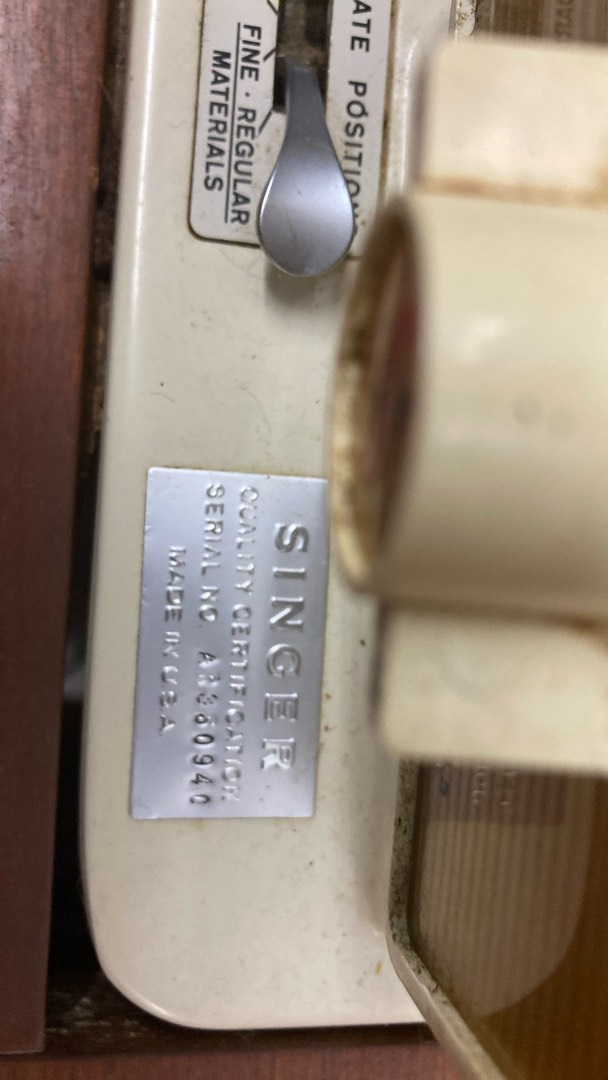 ATE POSITION
FINE · REGULAR
MATERIALS
SINGER
QUALITY CERTIFICATION
SERIAL NO. AR360940
MADE IN U.S.A.